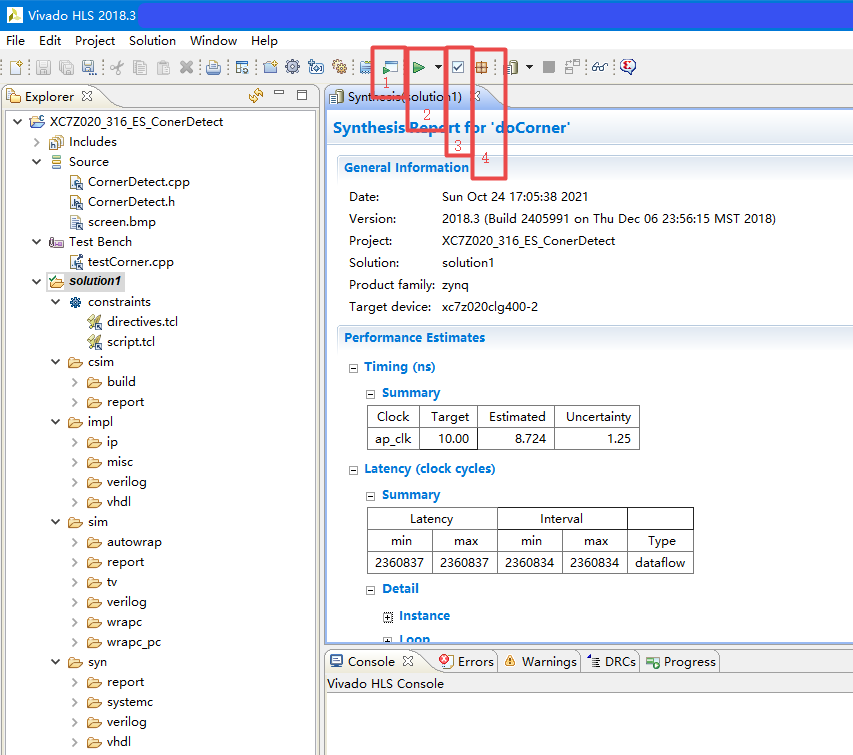 Vivado HLS 2018.3
File Edit Project Solution Window Help
1
2
3
4
Explorer
XC7Z020_316_ES_ConerDetect
Includes
Source
CornerDetect.cpp
CornerDetect.h
screen.bmp
Test Bench
testCorner.cpp
solution1
constraints
directives.tcl
script.tcl
csim
build
report
impl
ip
misc
verilog
vhdl
sim
autowrap
report
tv
verilog
wrapc
wrapc_pc
syn
report
systemc
verilog
vhdl
Synthesis(solution1)
Synthesis Report for 'doCorner'
General Information
Date: Sun Oct 24 17:05:38 2021
Version: 2018.3 (Build 2405991 on Thu Dec 06 23:56:15 MST 2018)
Project: XC7Z020_316_ES_ConerDetect
Solution: solution1
Product family: zynq
Target device: xc7z020clg400-2
Performance Estimates
Timing (ns)
Summary
Clock Target Estimated Uncertainty
ap_clk 10.00 8.724 1.25
Latency (clock cycles)
Summary
Latency Interval
min max min max Type
2360837 2360837 2360834 2360834 dataflow
Detail
Instance
Loop
Console Errors Warnings DRCs Progress
Vivado HLS Console